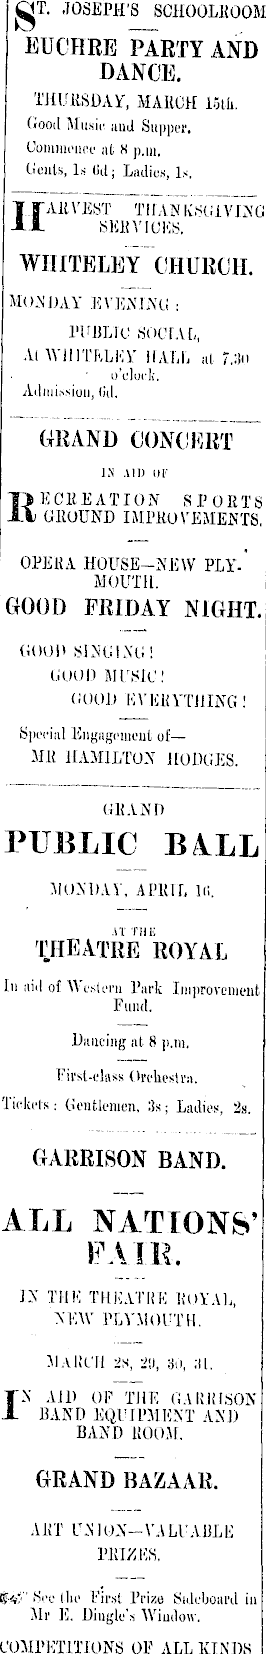 ST. JOSEPH'S SCHOOLROOM
EUCHRE PARTY AND
DANCE.
THURSDAY, MARCH 15th.
Good Music and Supper.
Commence at 8 p.m.
Gents, 1s 6d; Ladies, 1s.
HARVEST THANKSGIVING
SERVICES.
WHITELEY CHURCH.
MONDAY EVENING:
PUBLIC SOCIAL,
At WHITELEY HALL at 7.30
o'clock.
Admission, 6d.
GRAND CONCERT
IN AID OF
RECREATION SPORTS
GROUND IMPROVEMENTS.
OPERA HOUSE—NEW PLY-
MOUTH.
GOOD FRIDAY NIGHT.
GOOD SINGING!
GOOD MUSIC!
GOOD EVERYTHING!
Special Engagement of—
MR HAMILTON HODGES.
GRAND
PUBLIC BALL
MONDAY, APRIL 16.
AT THE
THEATRE ROYAL
In aid of Western Park Improvement
Fund.
Dancing at 8 p.m.
First-class Orchestra.
Tickets: Gentlemen, 3s; Ladies, 2s.
GARRISON BAND.
ALL NATIONS'
FAIR.
IN THE THEATRE ROYAL,
NEW PLYMOUTH.
MARCH 28, 29, 30, 31.
IN AID OF THE GARRISON
BAND EQUIPMENT AND
BAND ROOM.
GRAND BAZAAR.
ART UNION—VALUABLE
PRIZES.
See the First Prize Sideboard in
Mr E. Dingle's Window.
COMPETITIONS OF ALL KINDS